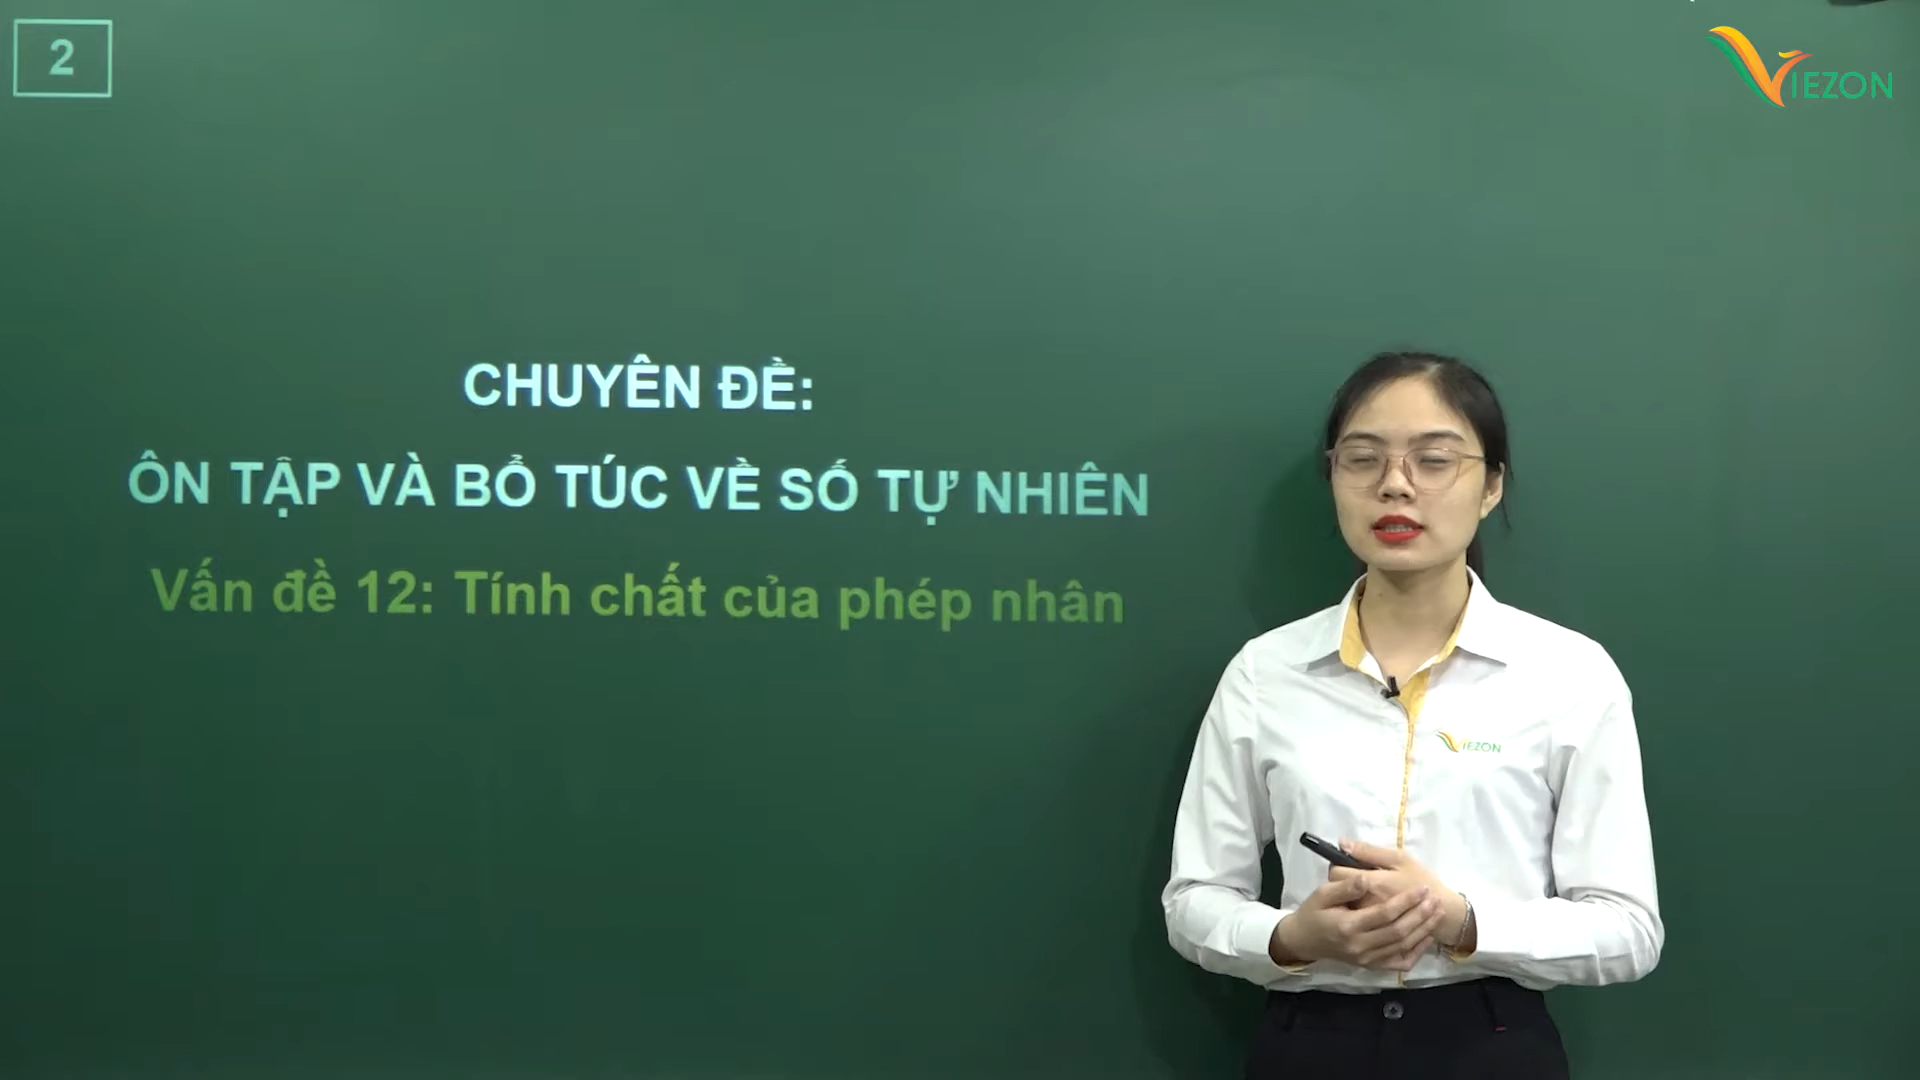 2
VIEZON
CHUYÊN ĐỀ:
ÔN TẬP VÀ BỔ TÚC VỀ SỐ TỰ NHIÊN
Vấn đề 12: Tính chất của phép nhân
VIEZON